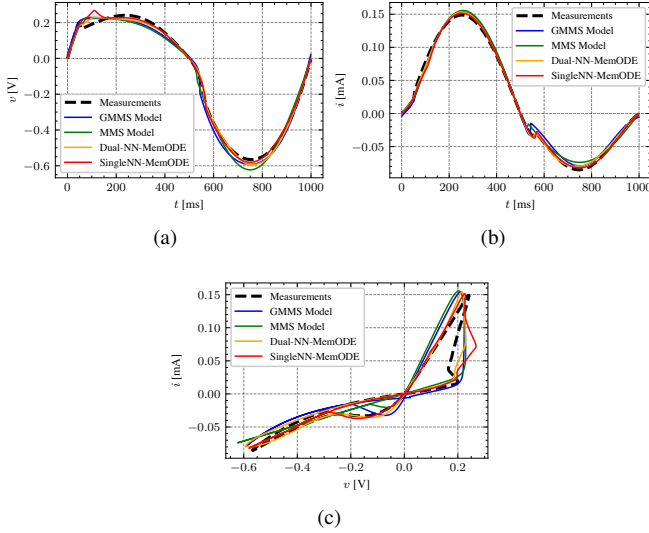 0.2
0.0
−0.2
−0.4
−0.6
v [V]
Measurements
GMMS Model
MMS Model
Dual-NN-MemODE
SingleNN-MemODE
0 200 400 600 800 1000
t [ms]
(a)
0.15
0.10
0.05
0.00
−0.05
i [mA]
Measurements
GMMS Model
MMS Model
Dual-NN-MemODE
SingleNN-MemODE
0 200 400 600 800 1000
t [ms]
(b)
0.15
0.10
0.05
0.00
−0.05
i [mA]
Measurements
GMMS Model
MMS Model
Dual-NN-MemODE
SingleNN-MemODE
−0.6 −0.4 −0.2 0.0 0.2
v [V]
(c)